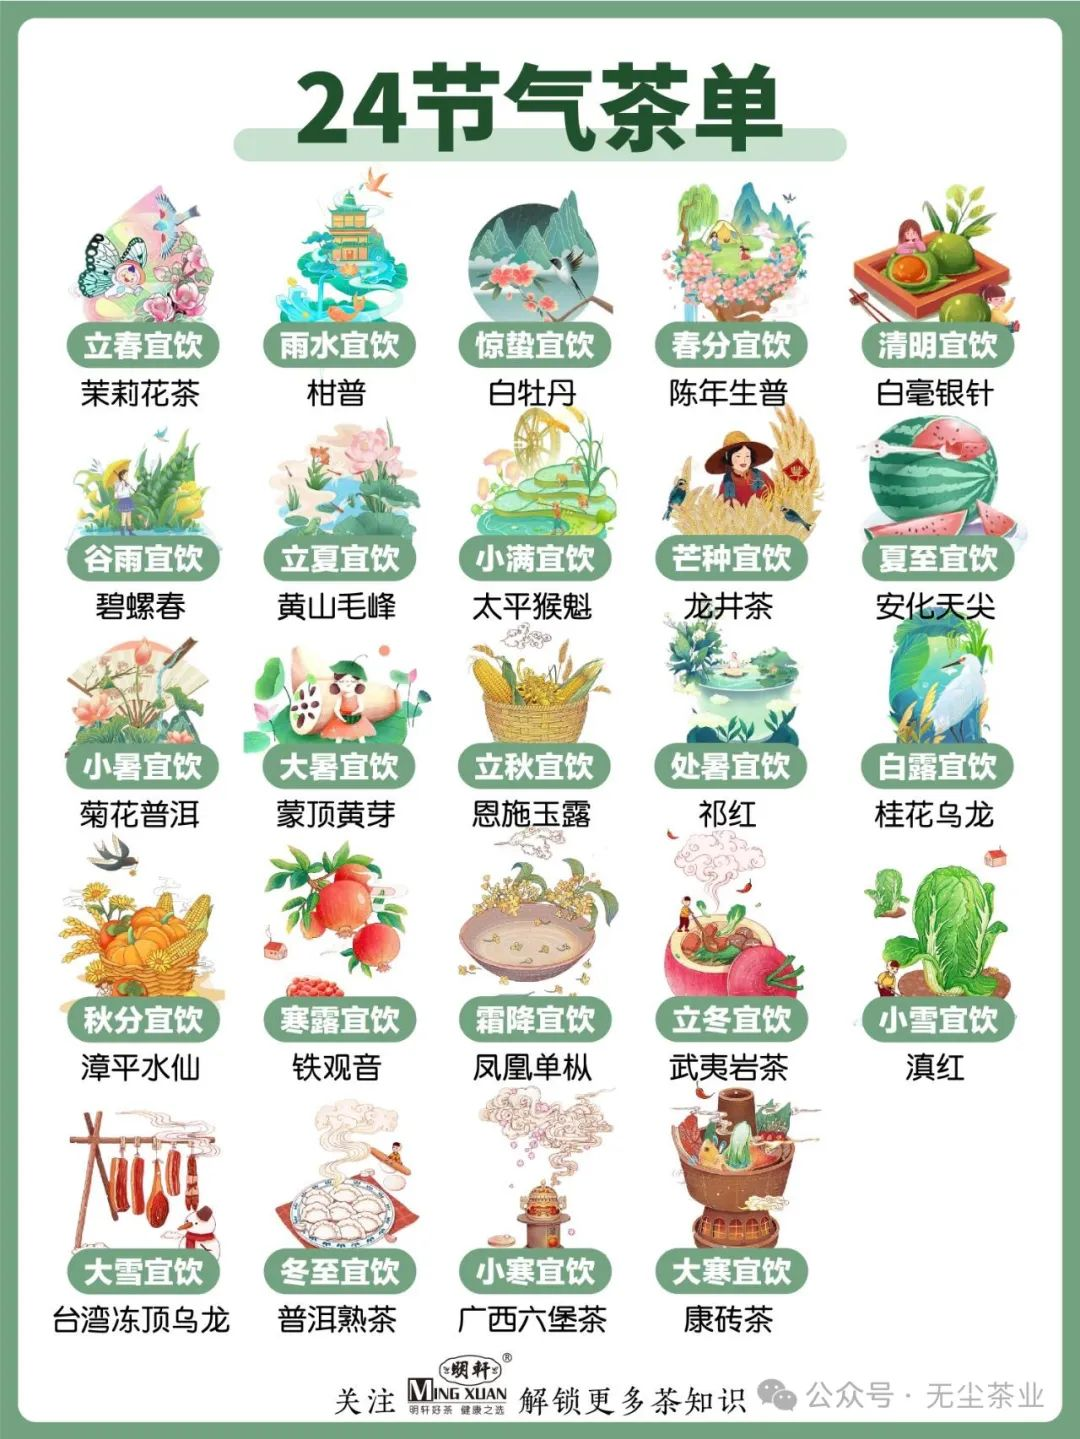 24节气茶单
立春宜饮
茉莉花茶
雨水宜饮
柑普
惊蛰宜饮
白牡丹
春分宜饮
陈年生普
清明宜饮
白毫银针
谷雨宜饮
碧螺春
立夏宜饮
黄山毛峰
小满宜饮
太平猴魁
芒种宜饮
龙井茶
夏至宜饮
安化天尖
小暑宜饮
菊花普洱
大暑宜饮
蒙顶黄芽
立秋宜饮
恩施玉露
处暑宜饮
祁红
白露宜饮
桂花乌龙
秋分宜饮
漳平水仙
寒露宜饮
铁观音
霜降宜饮
凤凰单枞
立冬宜饮
武夷岩茶
小雪宜饮
滇红
大雪宜饮
台湾冻顶乌龙
冬至宜饮
普洱熟茶
小寒宜饮
广西六堡茶
大寒宜饮
康砖茶
明轩®
关注 MING XUAN 解锁更多茶知识
明轩好茶 健康之选
公众号·无尘茶业